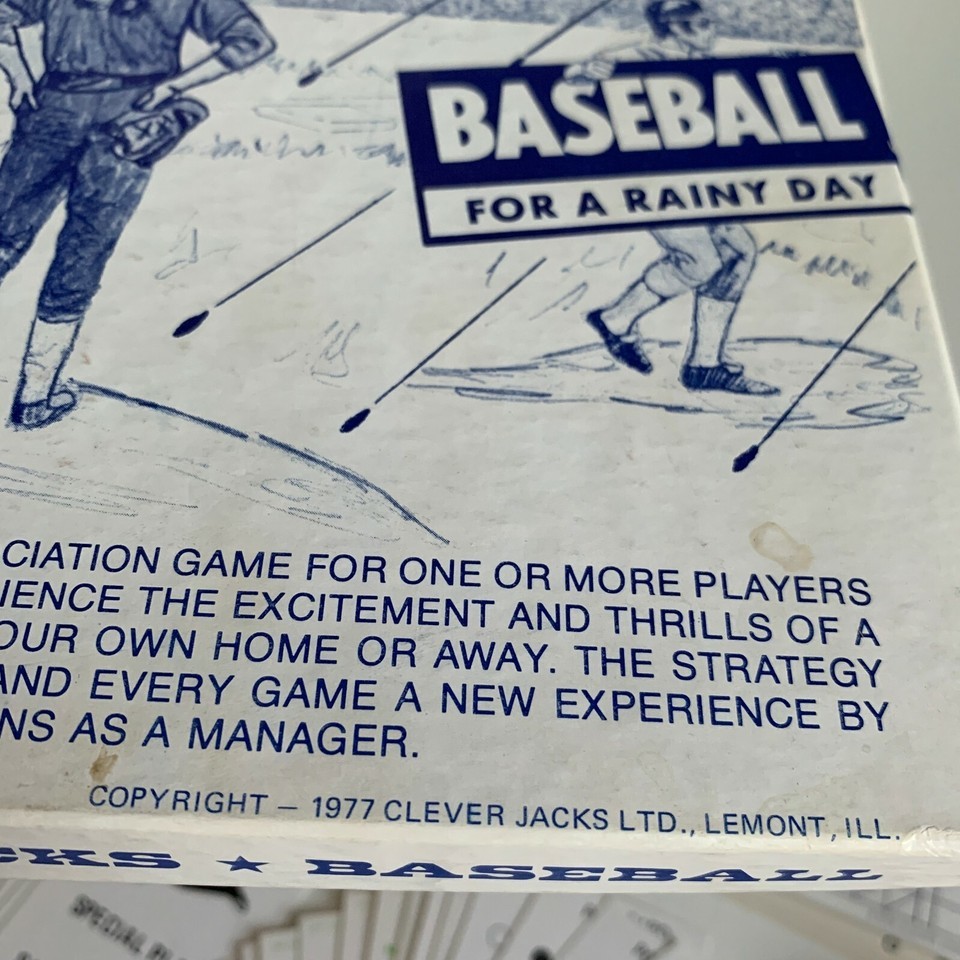 BASEBALL
FOR A RAINY DAY
CIATION GAME FOR ONE OR MORE PLAYERS
IENCE THE EXCITEMENT AND THRILLS OF A
OUR OWN HOME OR AWAY. THE STRATEGY
AND EVERY GAME A NEW EXPERIENCE BY
NS AS A MANAGER.
COPYRIGHT – 1977 CLEVER JACKS LTD., LEMONT, ILL.
CKS ★ BASEBALL
SPECIAL PL